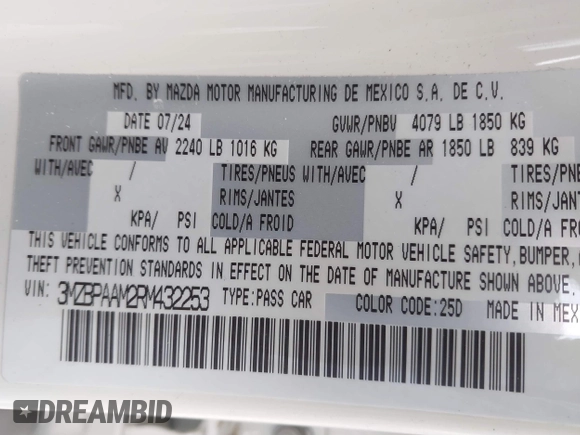 MFD. BY MAZDA MOTOR MANUFACTURING DE MEXICO S.A. DE C.V.
DATE 07/24 GVWR/PNBV 4079 LB 1850 KG
FRONT GAWR/PNBE AV 2240 LB 1016 KG REAR GAWR/PNBE AR 1850 LB 839 KG
WITH/AVEC / TIRES/PNEUS WITH/AVEC / TIRES/PNEUS
X RIMS/JANTES X RIMS/JANTES
KPA/ PSI COLD/A FROID KPA/ PSI COLD/A FROID
THIS VEHICLE CONFORMS TO ALL APPLICABLE FEDERAL MOTOR VEHICLE SAFETY, BUMPER,
THEFT PREVENTION STANDARDS IN EFFECT ON THE DATE OF MANUFACTURE SHOWN ABOVE.
VIN: 3MZBPAAM2RM432253 TYPE:PASS CAR COLOR CODE:25D MADE IN MEX
DREAMBID